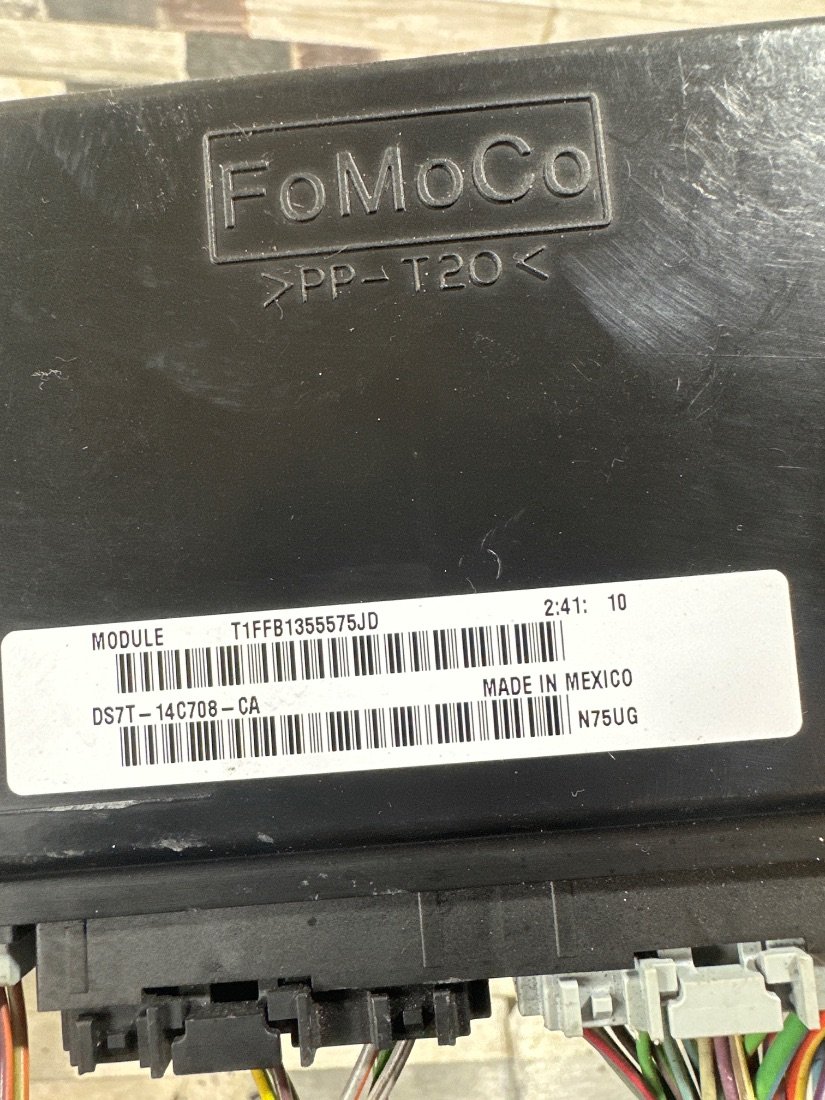 FoMoCo
>PP-T20<
MODULE T1FFB1355575JD 2:41: 10
DS7T-14C708-CA MADE IN MEXICO
N75UG